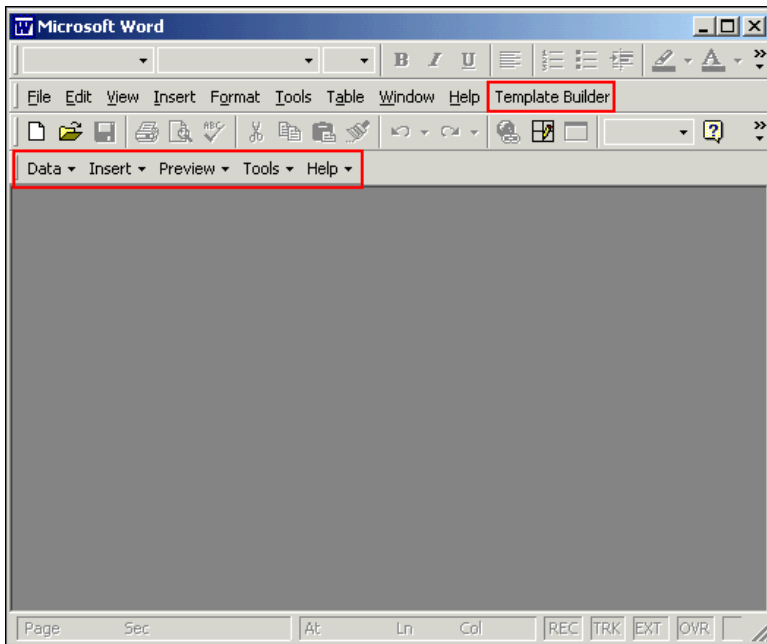 Microsoft Word
B I U A
File Edit View Insert Format Tools Table Window Help Template Builder
ABC
Data Insert Preview Tools Help
Page Sec At Ln Col REC TRK EXT OVR